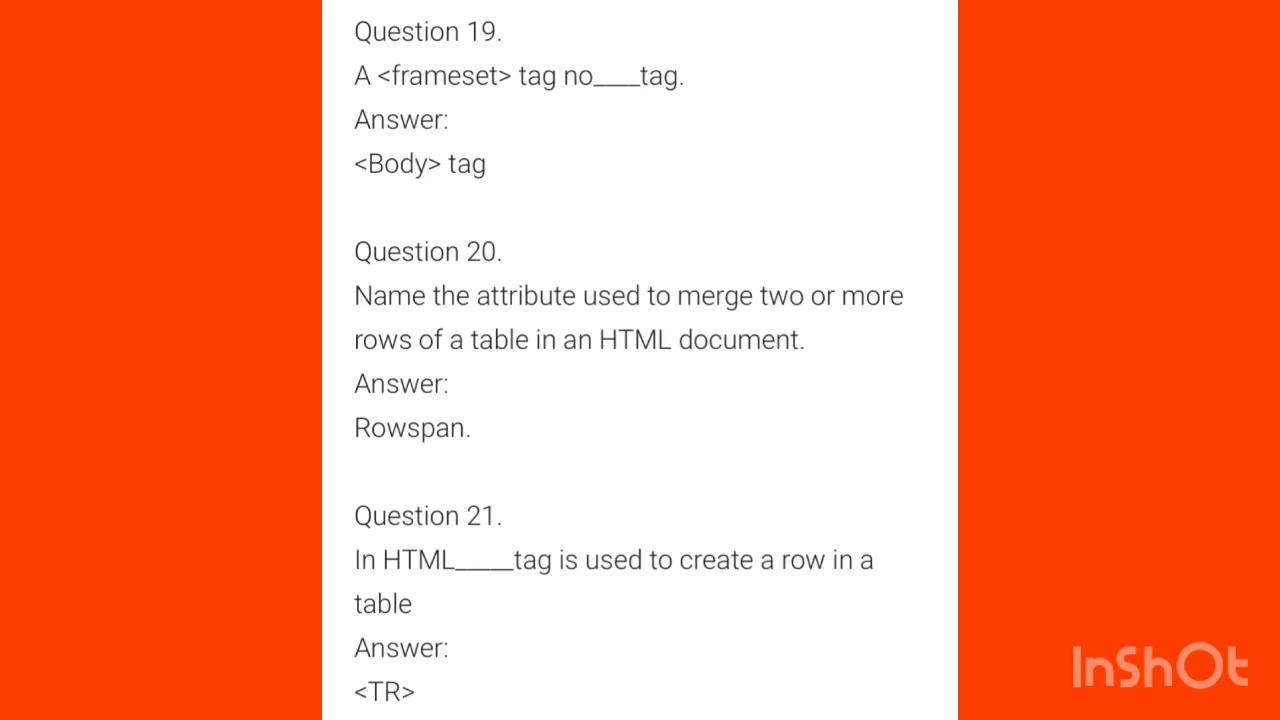 Question 19.
A <frameset> tag no____tag.
Answer:
<Body> tag
Question 20.
Name the attribute used to merge two or more
rows of a table in an HTML document.
Answer:
Rowspan.
Question 21.
In HTML_____tag is used to create a row in a
table
Answer:
<TR>
InShOt